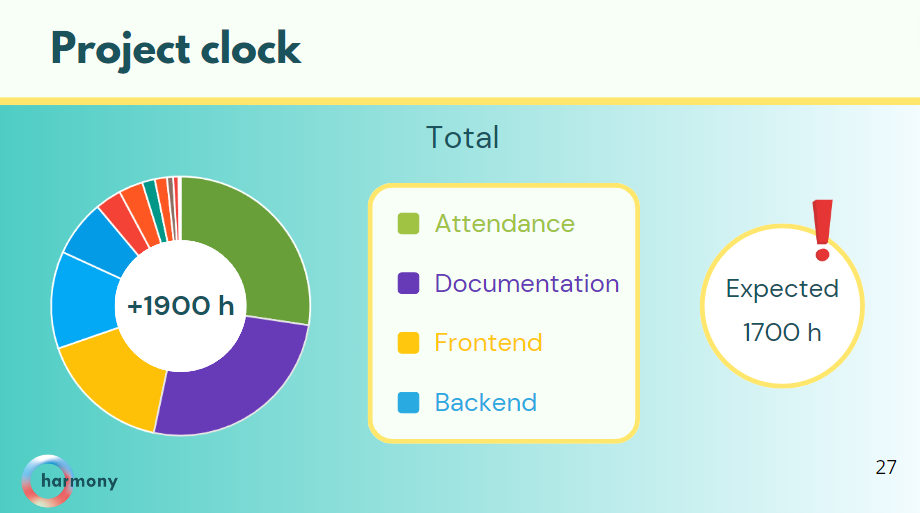 Project clock
Total
+1900 h
Attendance
Documentation
Frontend
Backend
!
Expected
1700 h
harmony
27